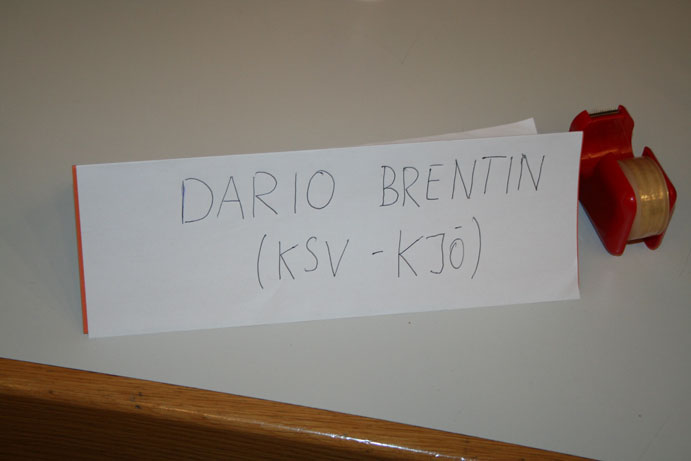 DARIO BRENTIN
(KSV - KJÖ)